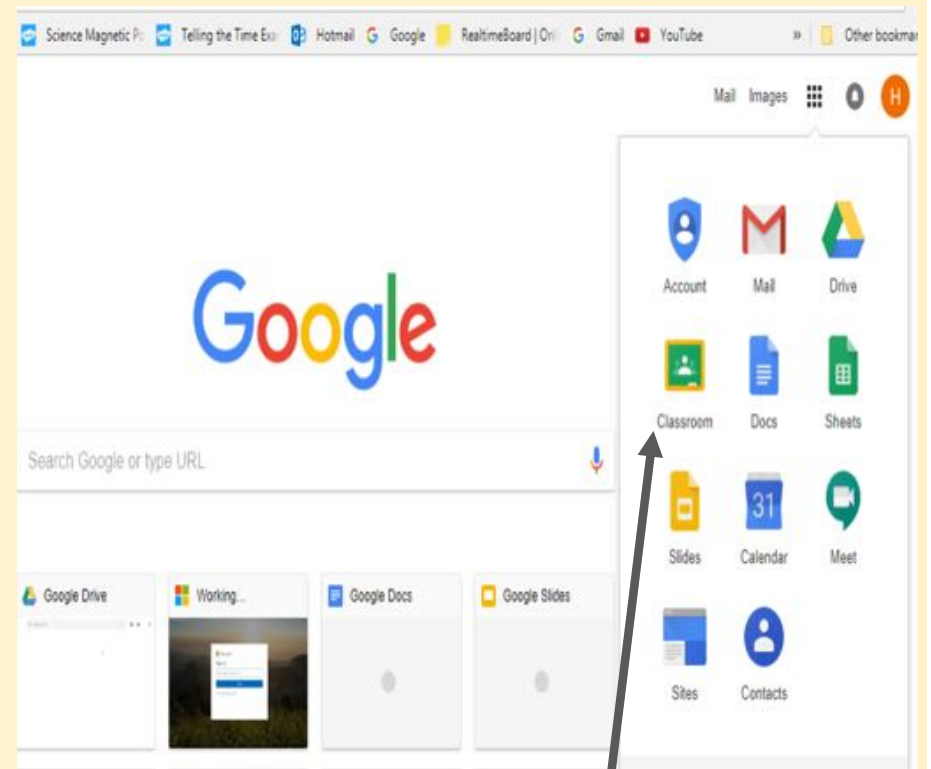 Science Magnetic Po Telling the Time Exa Hotmail Google RealtimeBoard | Onl Gmail YouTube » Other bookmar
Mail Images H
Google
Account Mail Drive
Classroom Docs Sheets
Search Google or type URL
Slides 31 Calendar Meet
Google Drive Working... Google Docs Google Slides
Sites Contacts